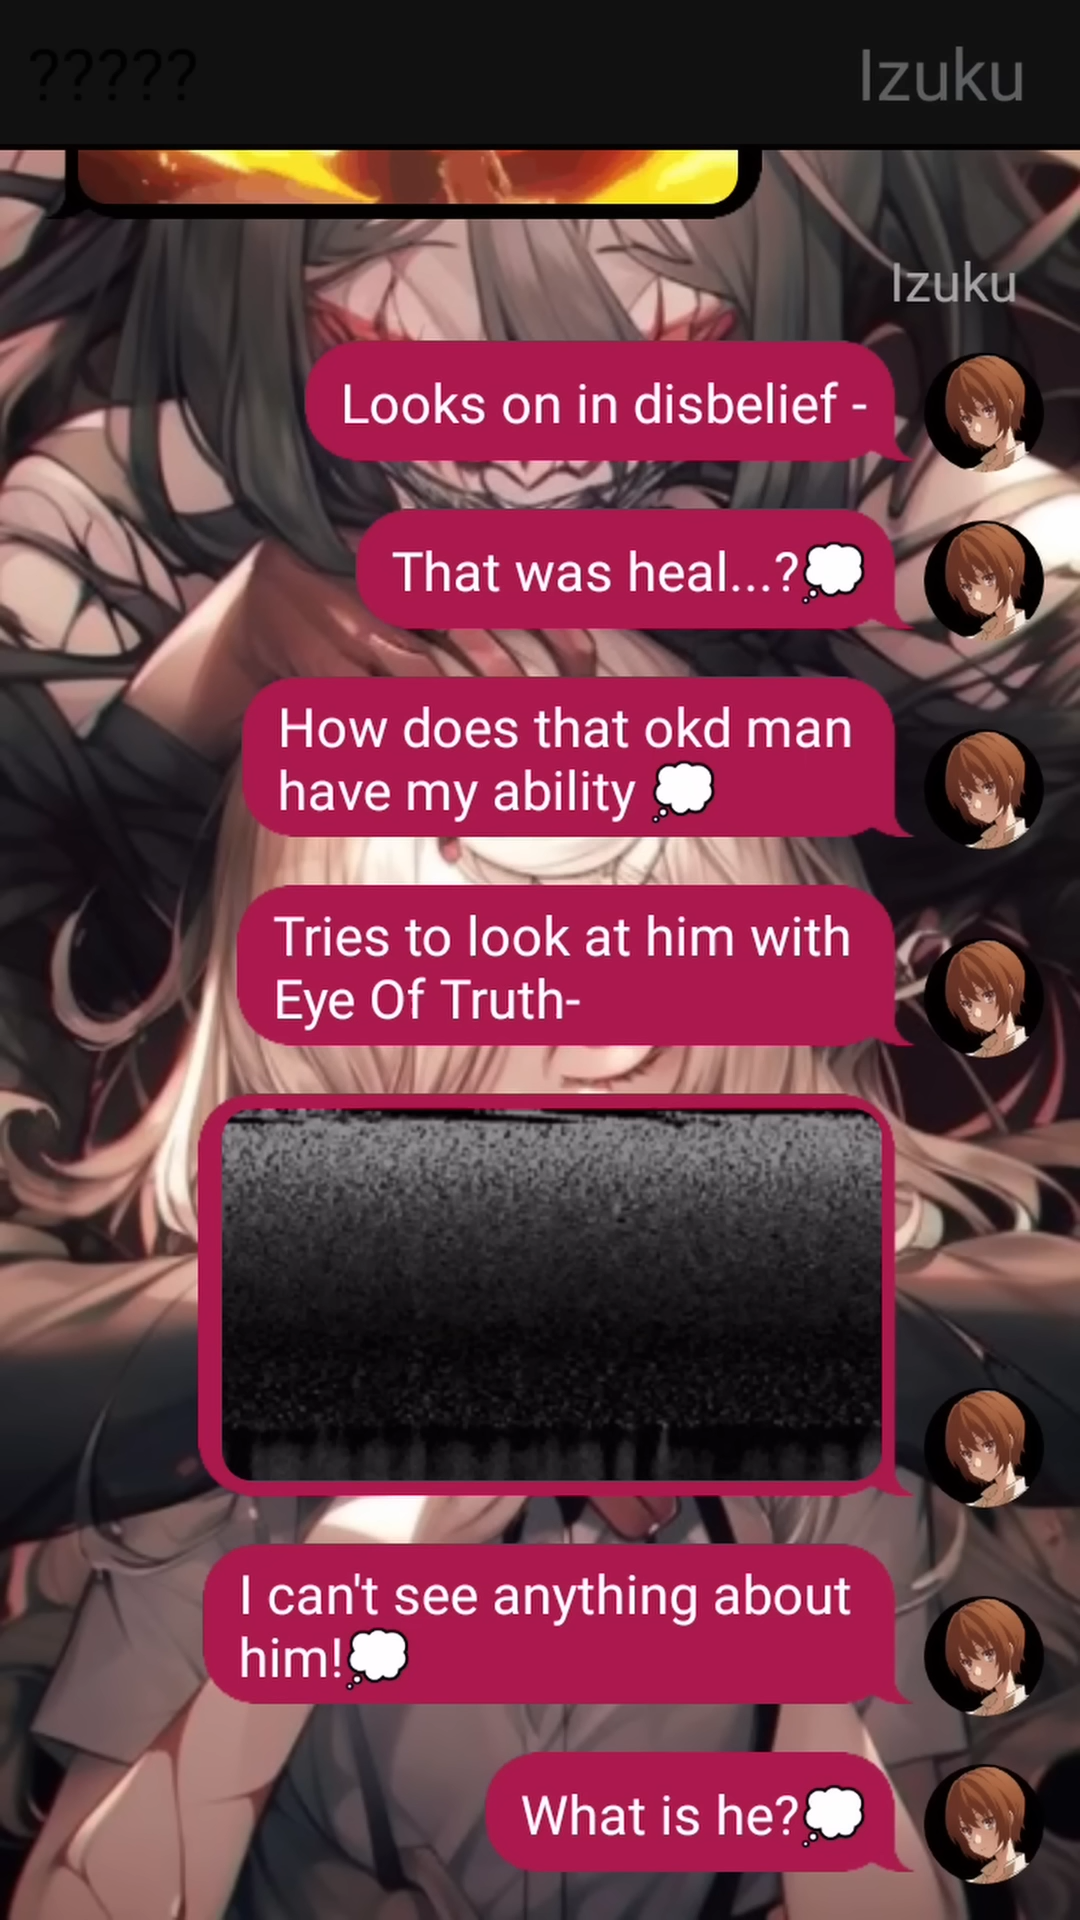 ?????
Izuku
Izuku
Looks on in disbelief -
That was heal...?💭
How does that okd man
have my ability 💭
Tries to look at him with
Eye Of Truth-
I can't see anything about
him!💭
What is he?💭